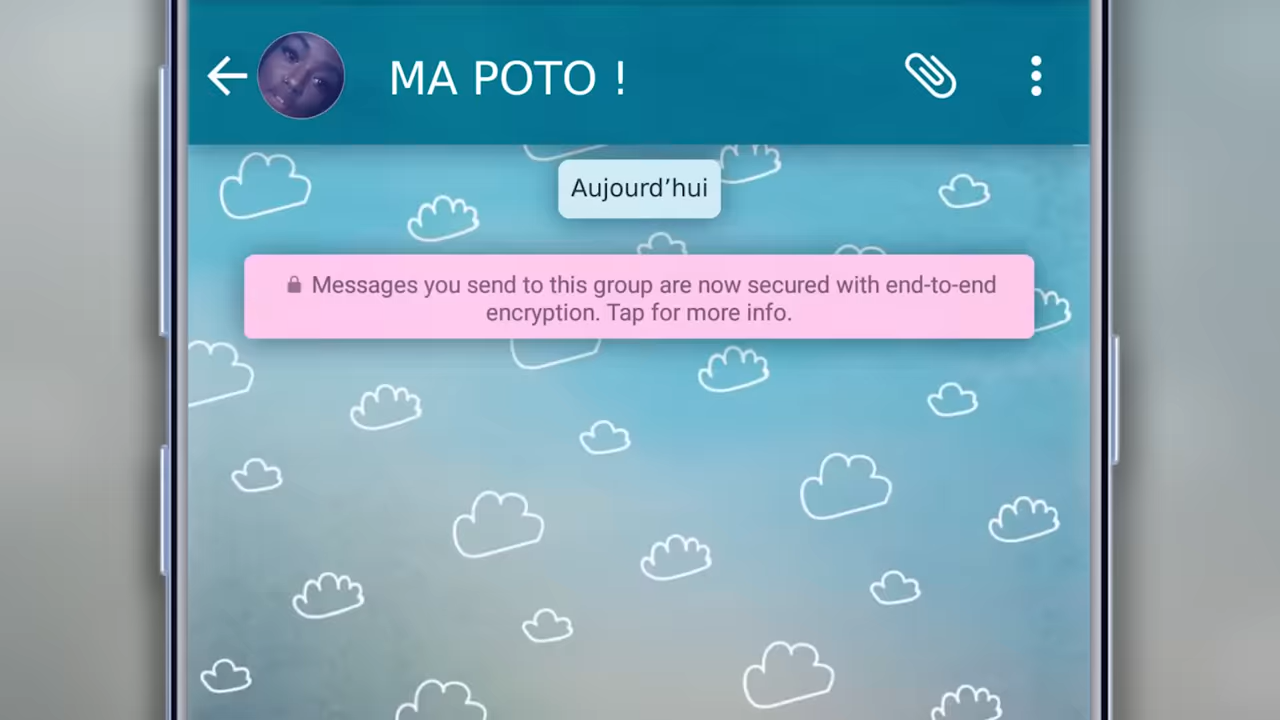 MA POTO !
Aujourd’hui
Messages you send to this group are now secured with end-to-end
encryption. Tap for more info.